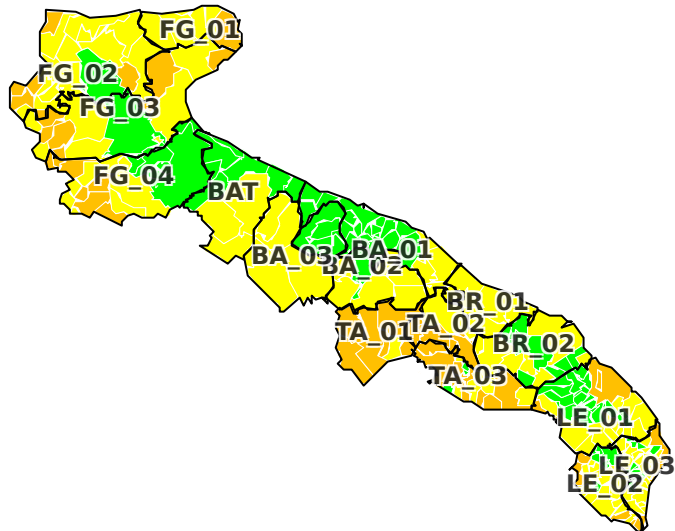 FG_01
FG_02
FG_03
FG_04
BAT
BA_01
BA_03
BA_02
BR_01
TA_02
TA_01
BR_02
TA_03
LE_01
LE_03
LE_02